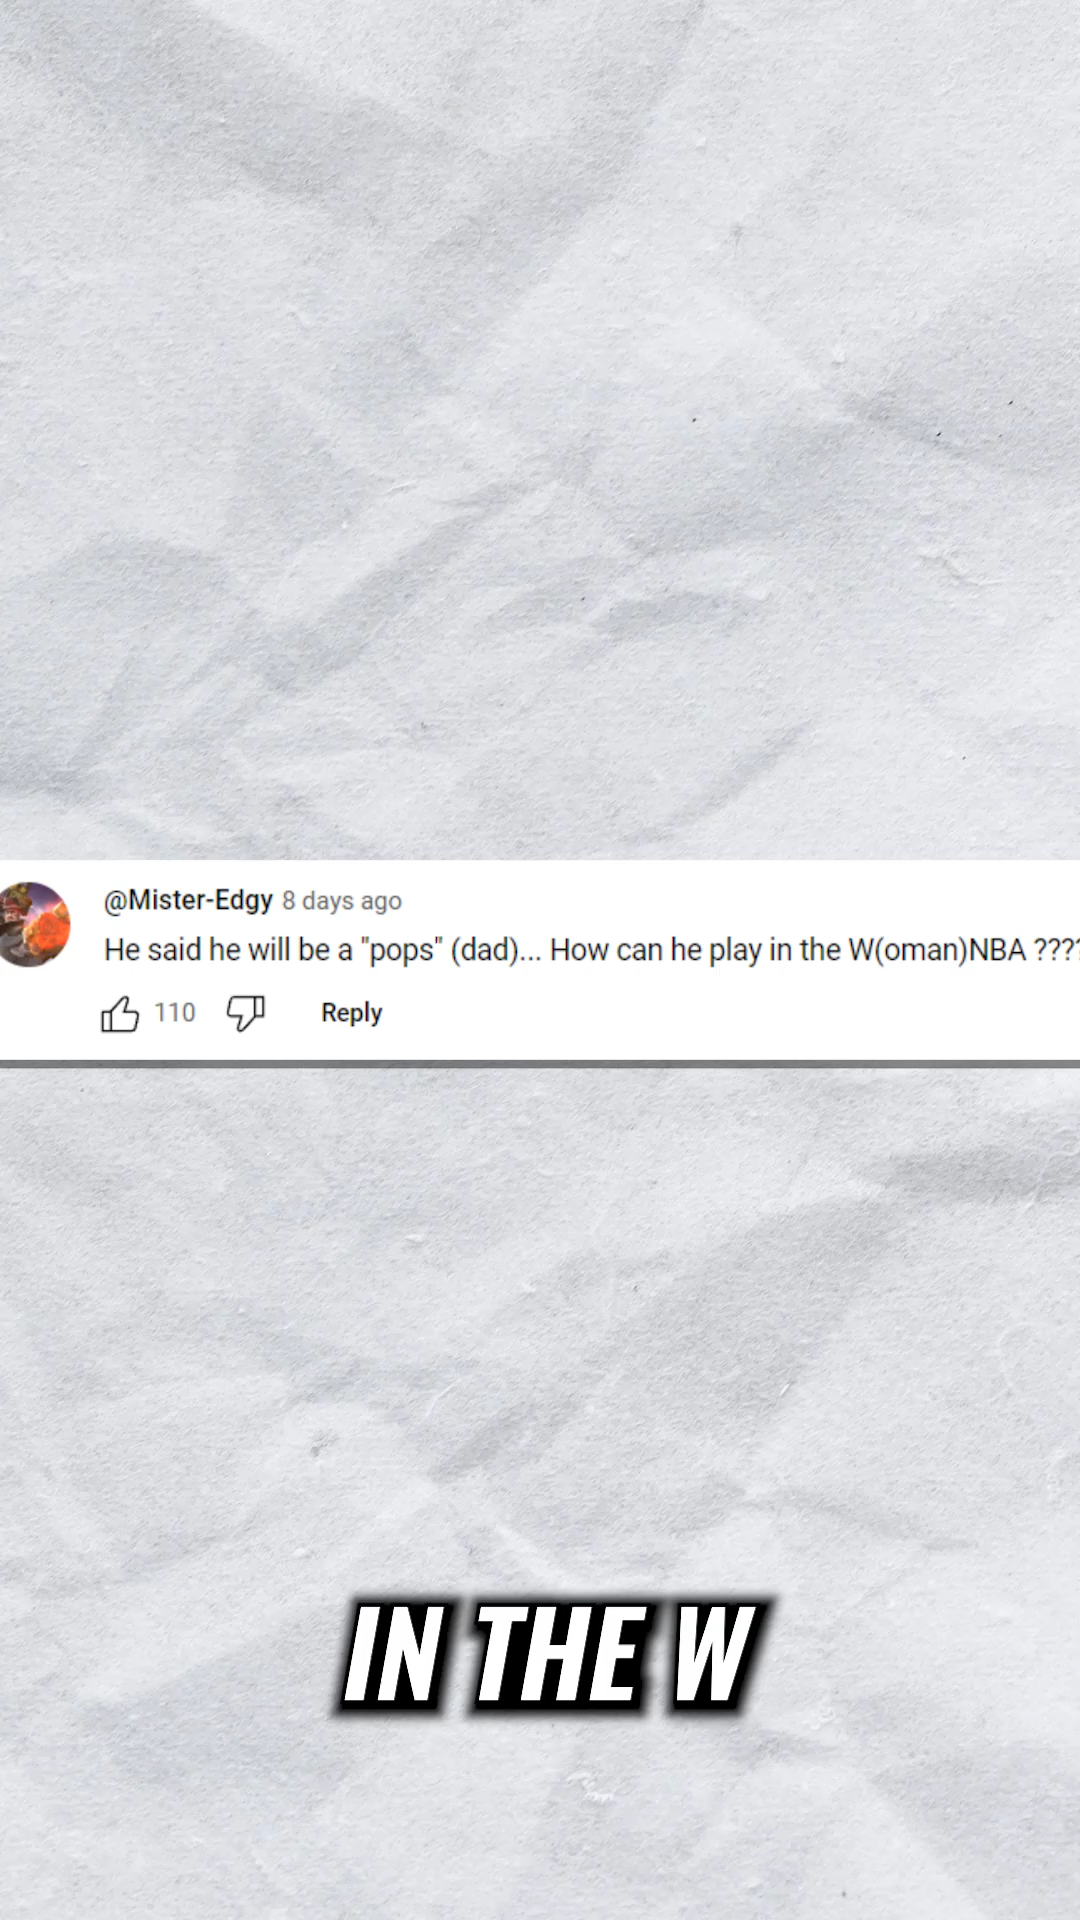 @Mister-Edgy 8 days ago
He said he will be a "pops" (dad)... How can he play in the W(oman)NBA ????
110 Reply
IN THE W